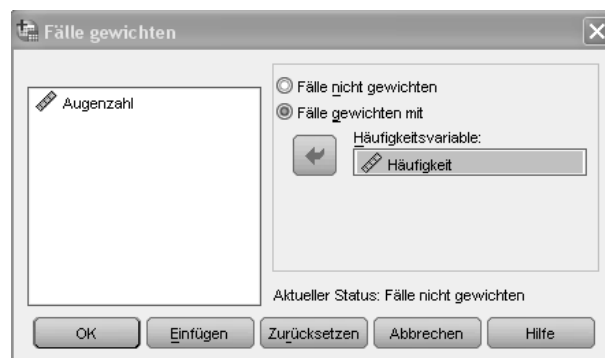 Fälle gewichten
Augenzahl
Fälle nicht gewichten
Fälle gewichten mit
Häufigkeitsvariable:
Häufigkeit
Aktueller Status: Fälle nicht gewichten
OK Einfügen Zurücksetzen Abbrechen Hilfe